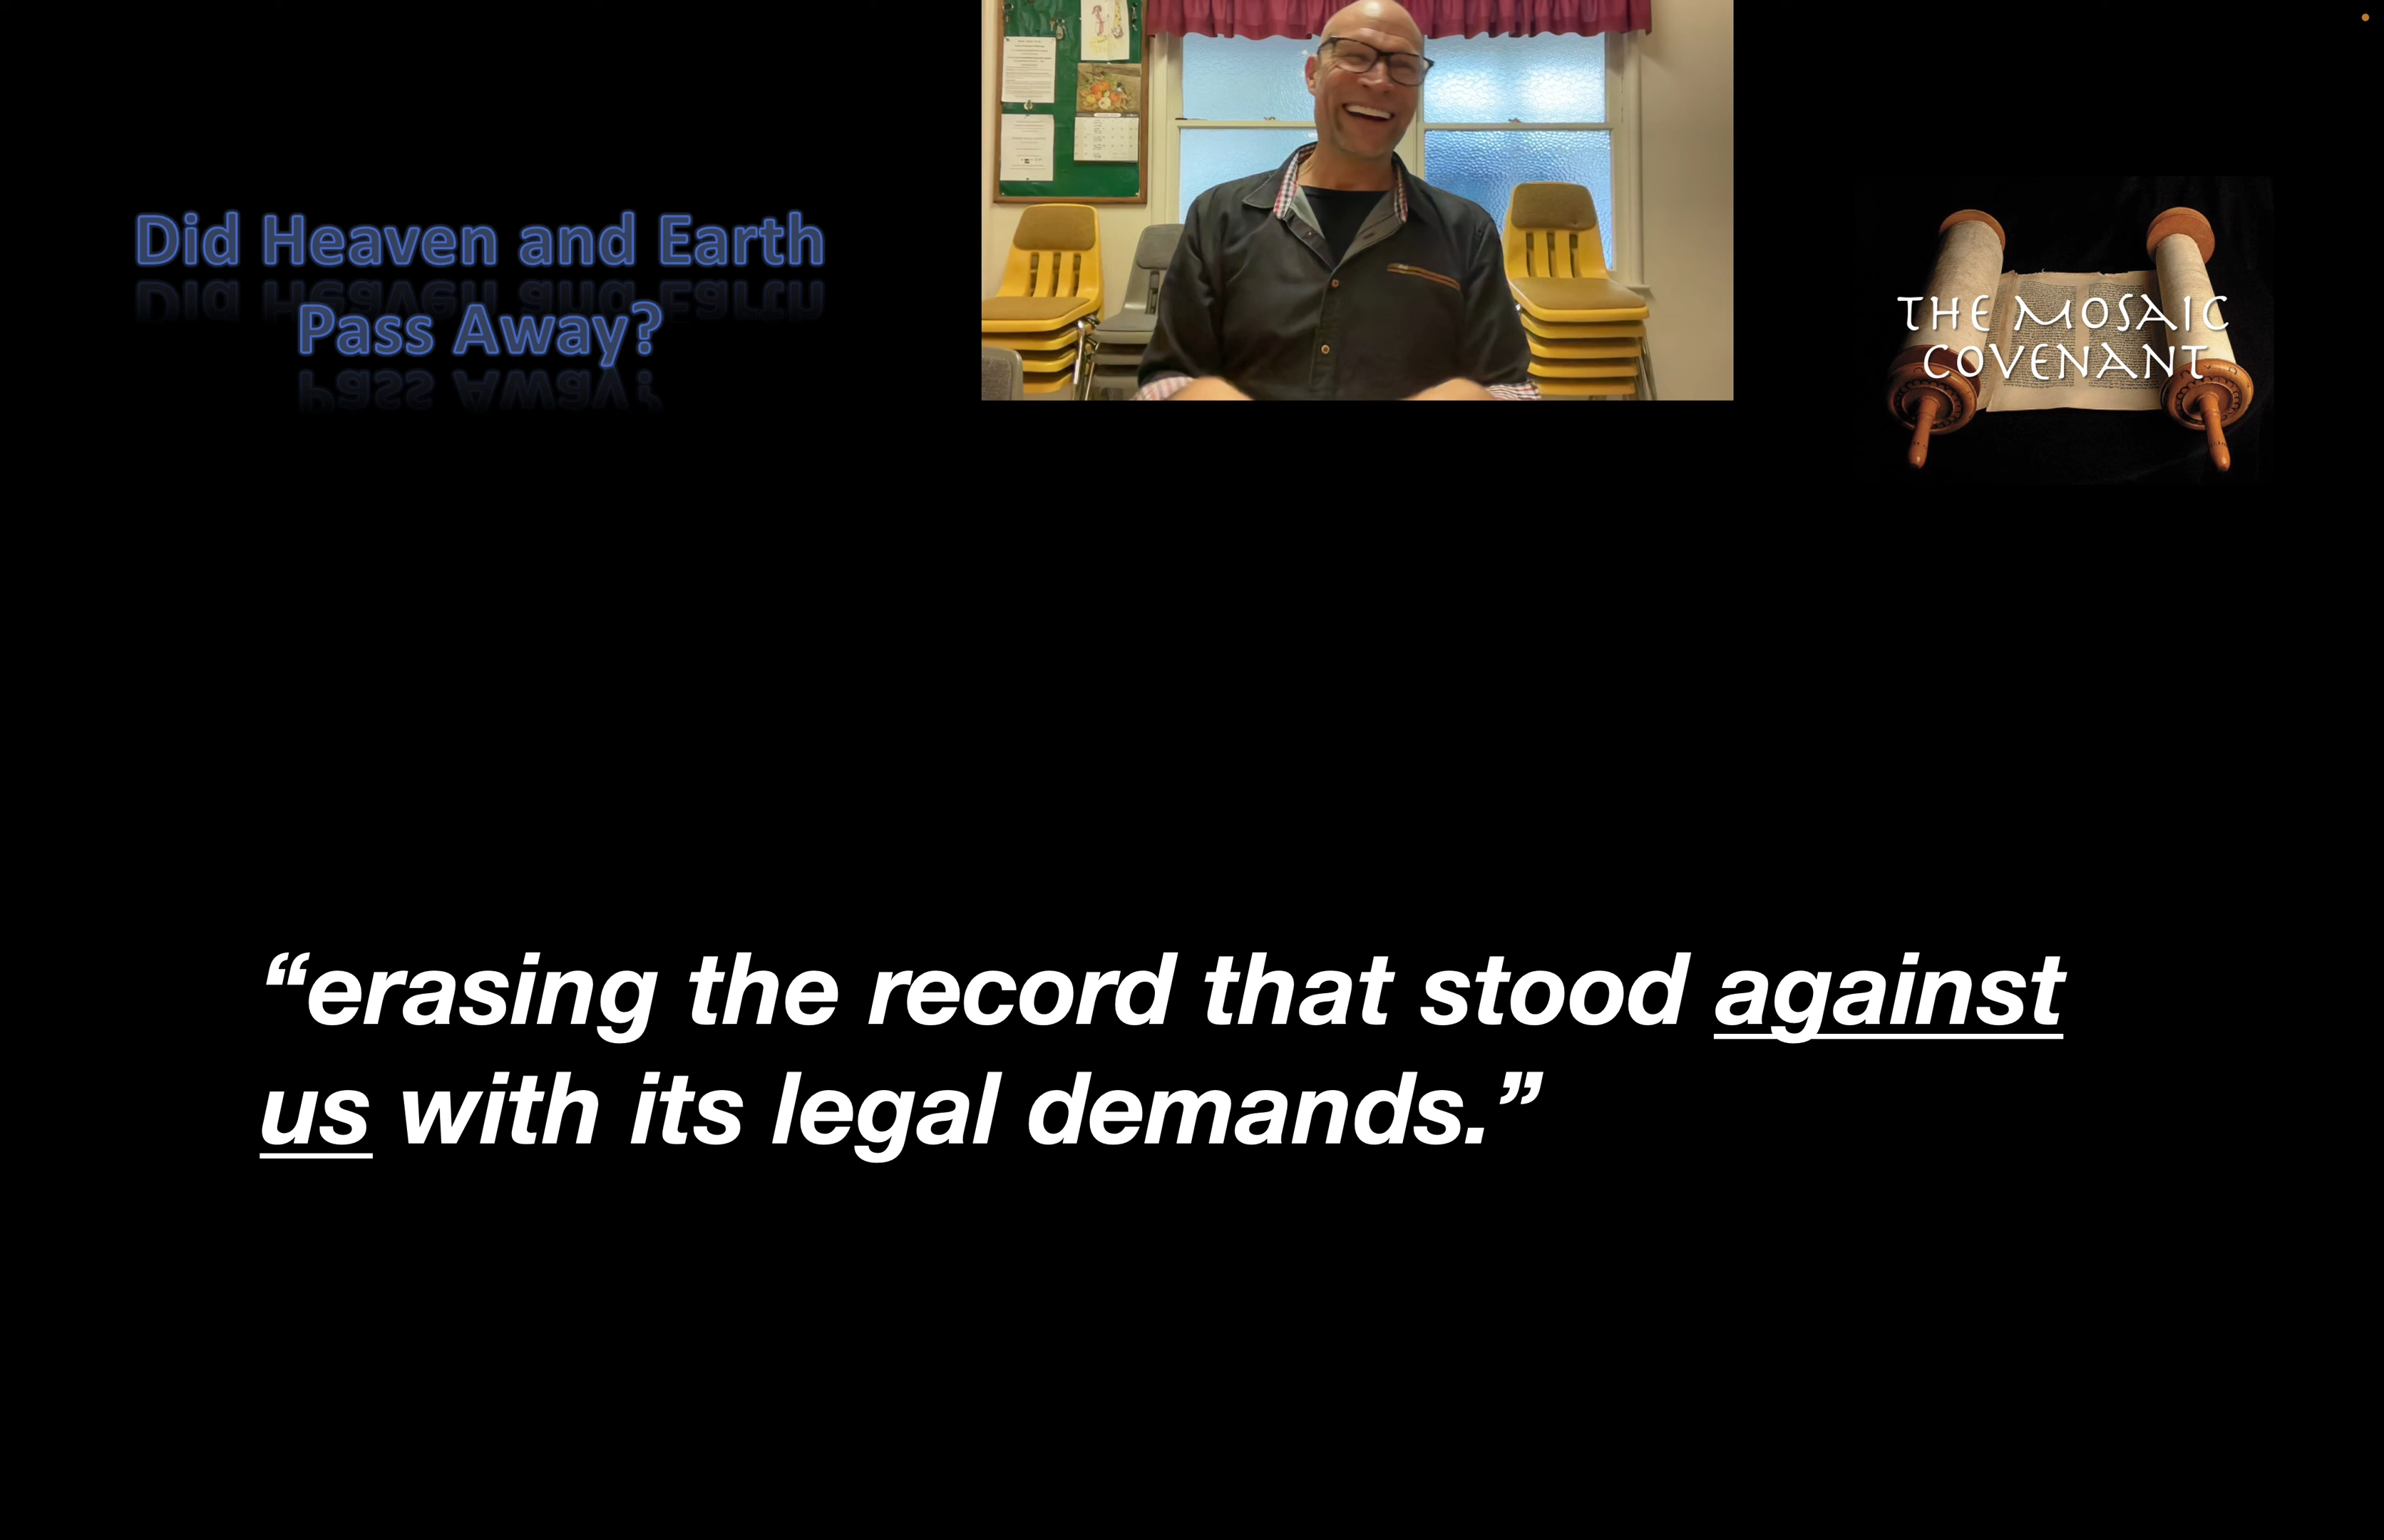 Did Heaven and Earth
Pass Away?
THE MOSAIC
COVENANT
“erasing the record that stood against
us with its legal demands.”